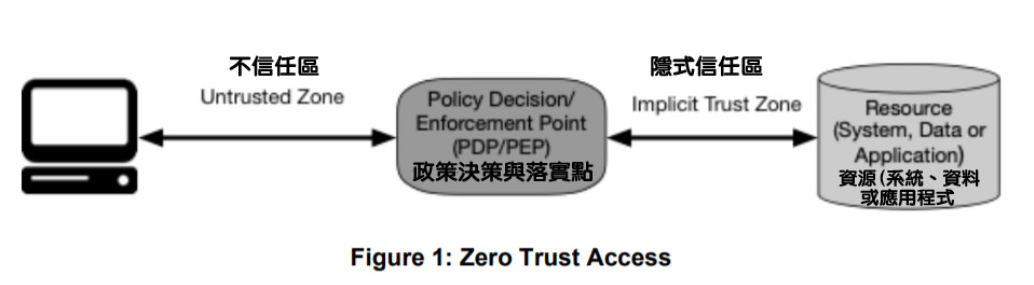 不信任區
Untrusted Zone
Policy Decision/
Enforcement Point
(PDP/PEP)
政策決策與落實點
隱式信任區
Implicit Trust Zone
Resource
(System, Data or
Application)
資源(系統、資料
或應用程式
Figure 1: Zero Trust Access